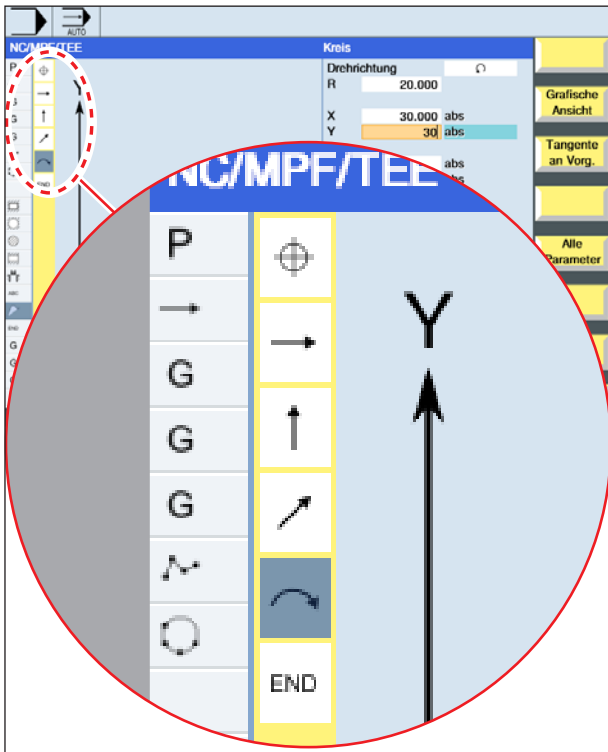 AUTO
NC/MPF/TEE
Kreis
Drehrichtung
R 20.000
X 30.000 abs
Y 30 abs
abs
Grafische
Ansicht
Tangente
an Vorg.
Alle
Parameter
P
G
G
END
G
NC/MPF/TEE
P
G
G
G
END
Y